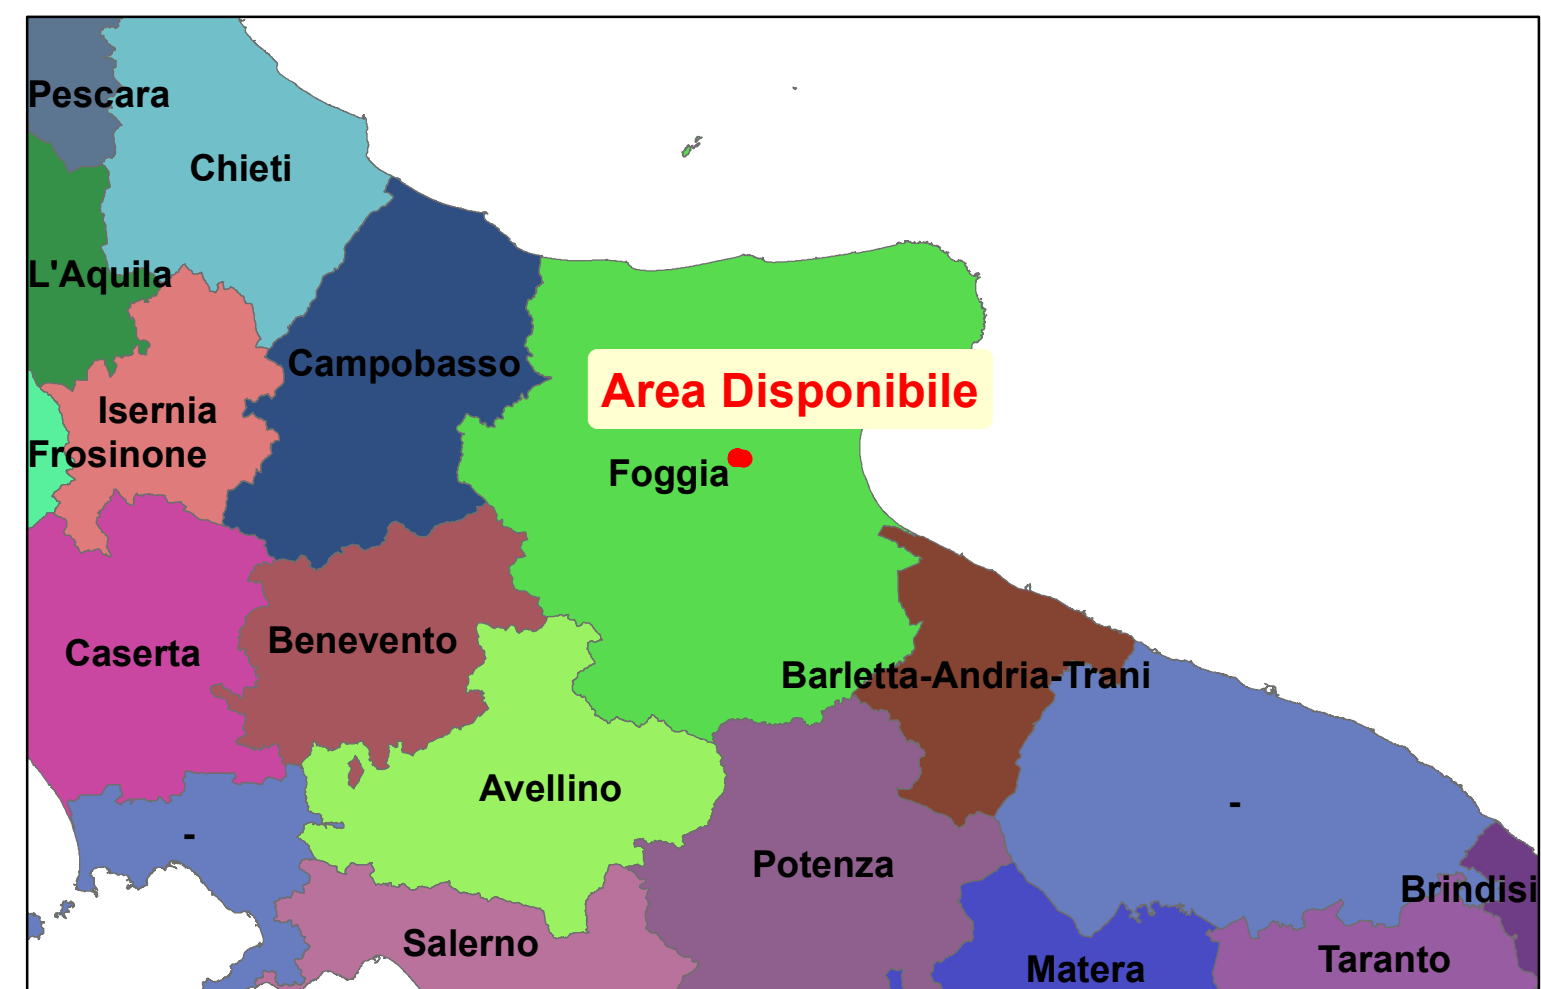 Pescara
Chieti
L'Aquila
Campobasso
Area Disponibile
Isernia
Frosinone
Foggia
Benevento
Caserta
Barletta-Andria-Trani
Avellino
-
-
Potenza
Brindisi
Salerno
Taranto
Matera